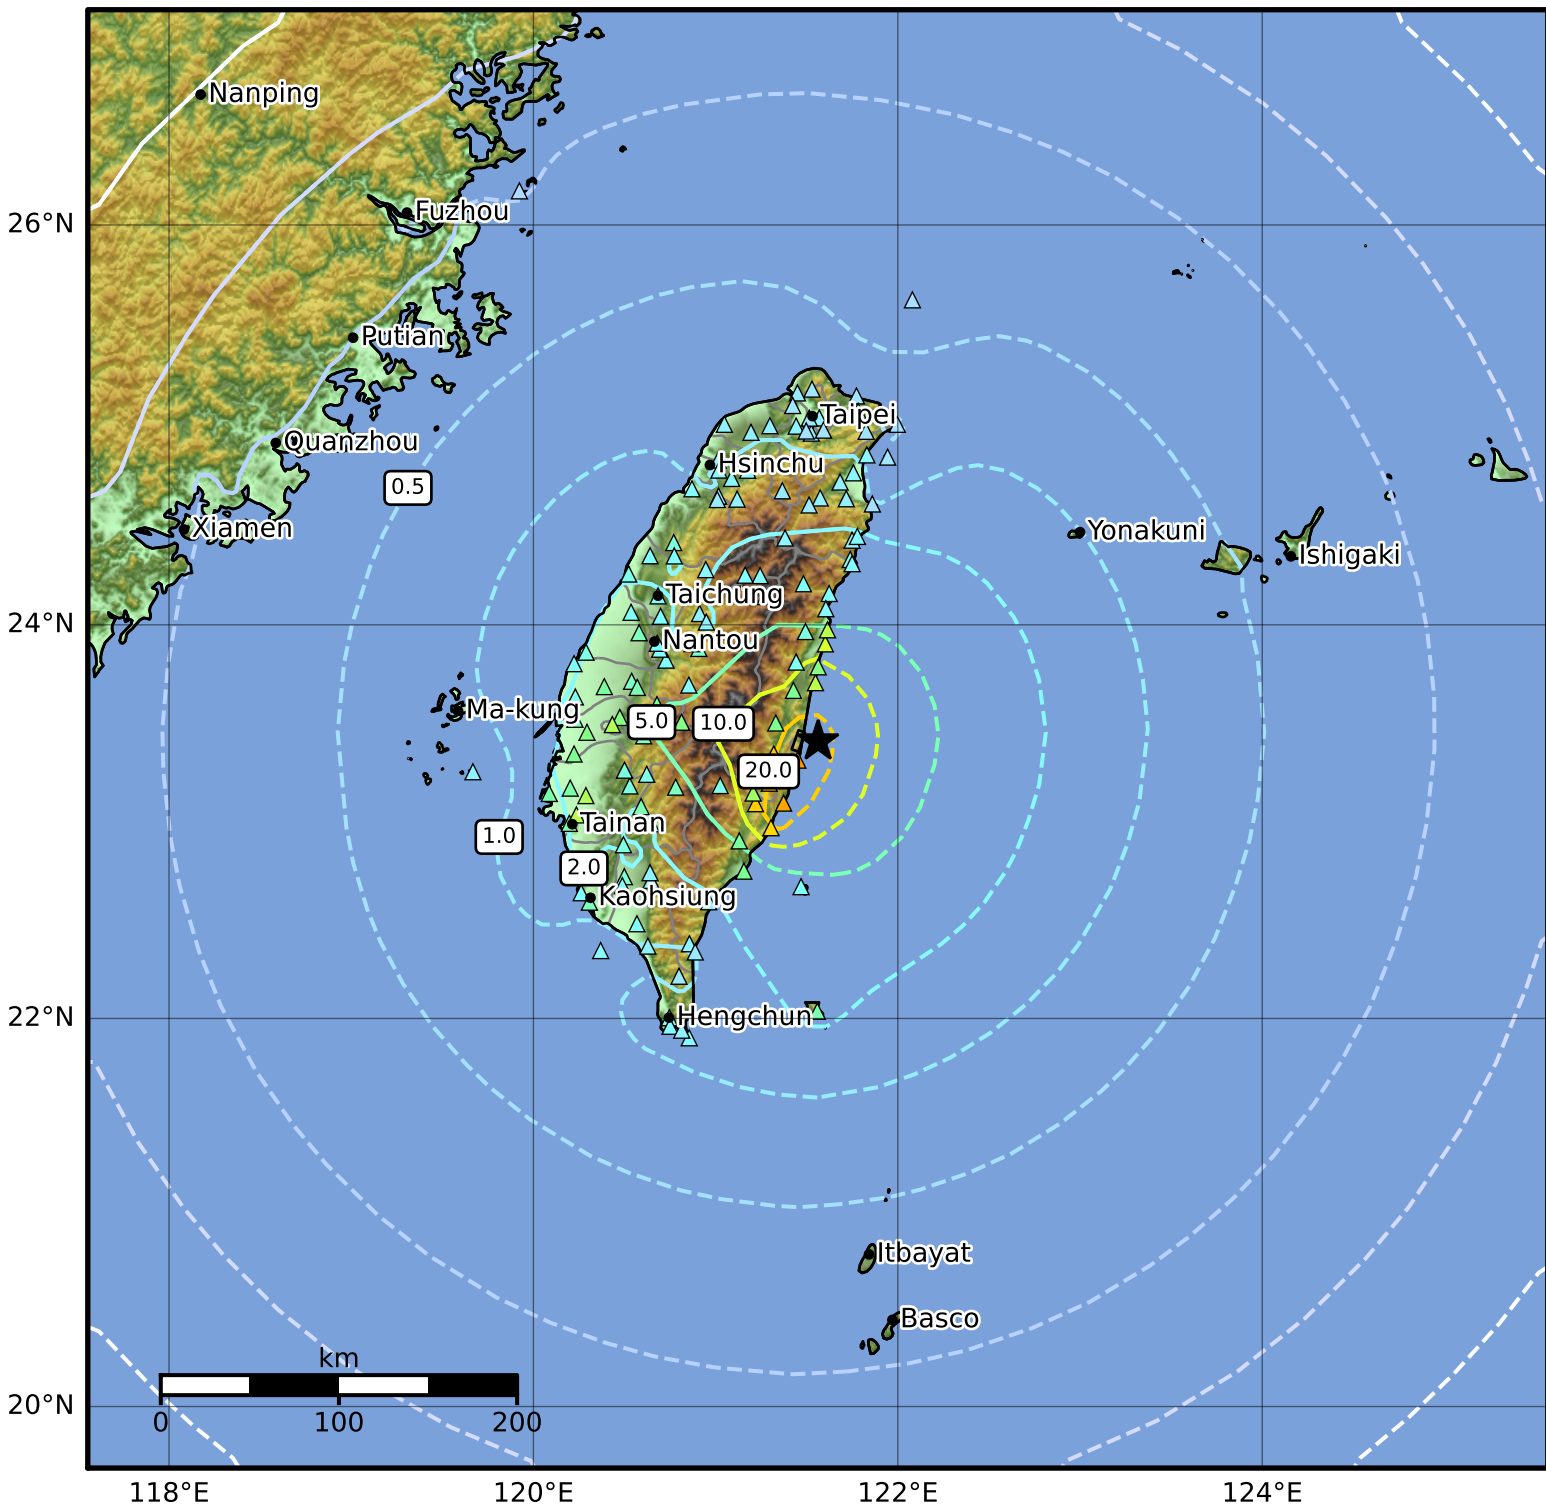 Nanping
Fuzhou
26°N
Putian
Taipei
Quanzhou
Hsinchu
0.5
Xiamen
Yonakuni
Ishigaki
Taichung
24°N
Nantou
Ma-kung
5.0
10.0
20.0
Tainan
1.0
2.0
Kaohsiung
22°N
Hengchun
Itbayat
Basco
km
20°N
0 100 200
118°E 120°E 122°E 124°E